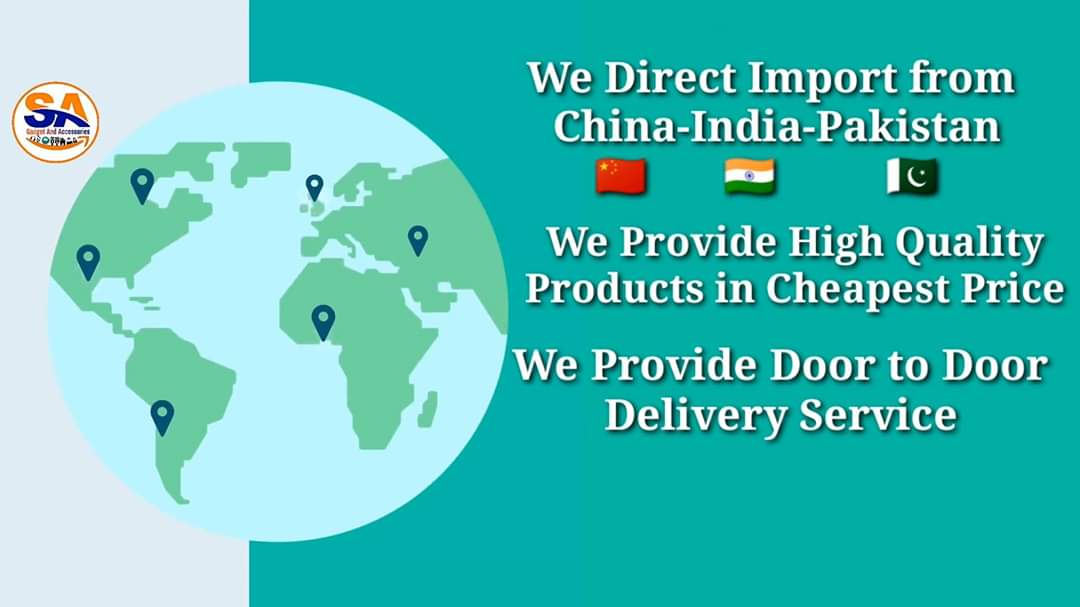 SA
Gadget And Accessories
We Direct Import from
China-India-Pakistan
We Provide High Quality
Products in Cheapest Price
We Provide Door to Door
Delivery Service